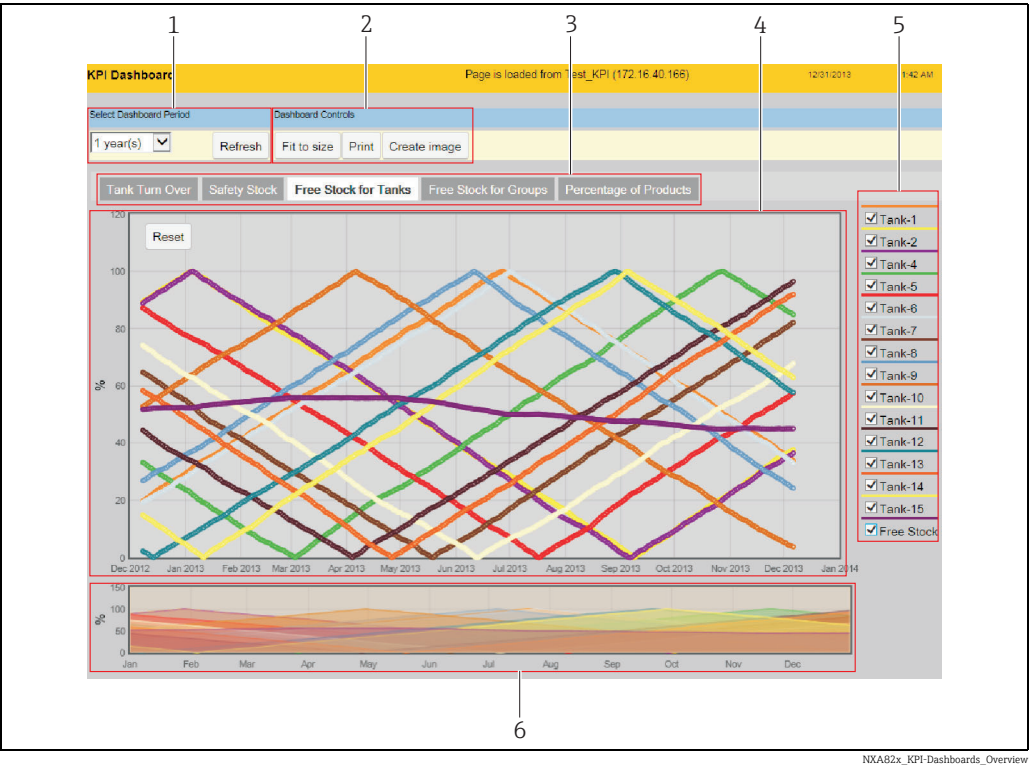 1 2 3 4 5
KPI Dashboard Page is loaded from Test_KPI (172.16.40.166) 12/31/2013 1:42 AM
Select Dashboard Period Dashboard Controls
1 year(s) Refresh Fit to size Print Create image
Tank Turn Over Safety Stock Free Stock for Tanks Free Stock for Groups Percentage of Products
Reset
%
120
100
80
60
40
20
0
Dec 2012 Jan 2013 Feb 2013 Mar 2013 Apr 2013 May 2013 Jun 2013 Jul 2013 Aug 2013 Sep 2013 Oct 2013 Nov 2013 Dec 2013 Jan 2014
Tank-1
Tank-2
Tank-4
Tank-5
Tank-6
Tank-7
Tank-8
Tank-9
Tank-10
Tank-11
Tank-12
Tank-13
Tank-14
Tank-15
Free Stock
%
150
100
50
0
Jan Feb Mar Apr May Jun Jul Aug Sep Oct Nov Dec
6
NXA82x_KPI-Dashboards_Overview